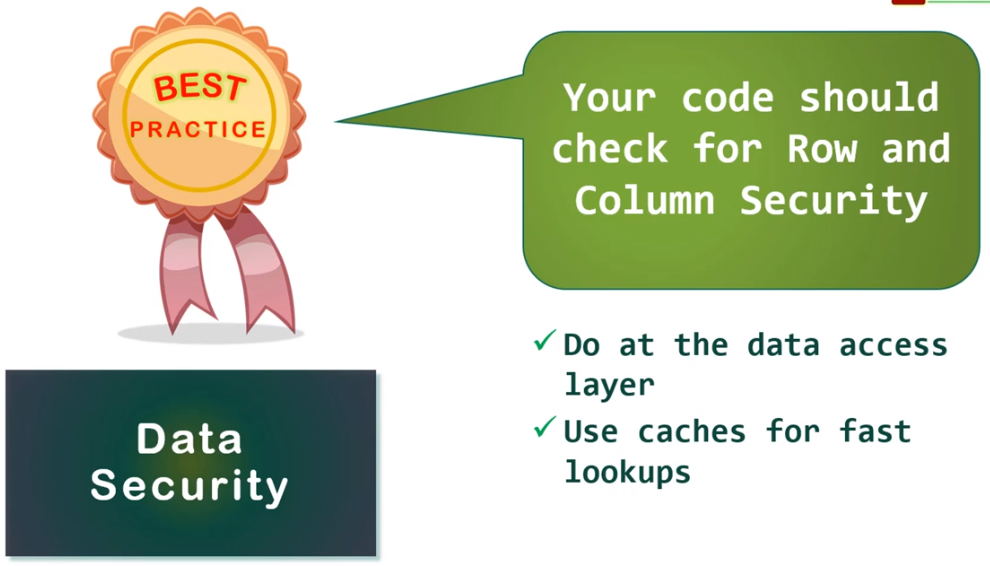 BEST
PRACTICE
Your code should
check for Row and
Column Security
Do at the data access
layer
Use caches for fast
lookups
Data
Security